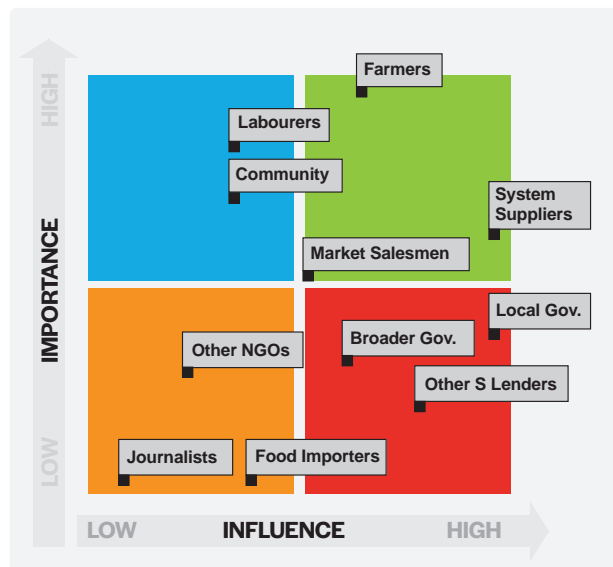 HIGH
IMPORTANCE
LOW
Farmers
Labourers
Community
System
Suppliers
Market Salesmen
Local Gov.
Broader Gov.
Other NGOs
Other S Lenders
Journalists
Food Importers
LOW
INFLUENCE
HIGH